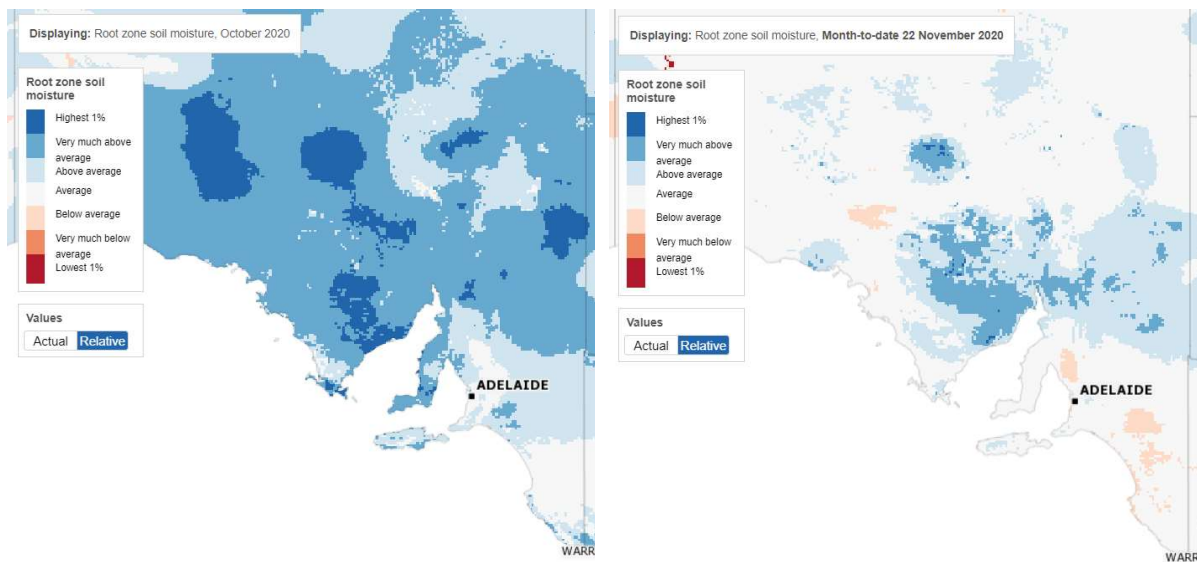 Displaying: Root zone soil moisture, October 2020
Root zone soil
moisture
Highest 1%
Very much above
average
Above average
Average
Below average
Very much below
average
Lowest 1%
Values
Actual Relative
ADELAIDE
WARR
Displaying: Root zone soil moisture, Month-to-date 22 November 2020
Root zone soil
moisture
Highest 1%
Very much above
average
Above average
Average
Below average
Very much below
average
Lowest 1%
Values
Actual Relative
ADELAIDE
WARR